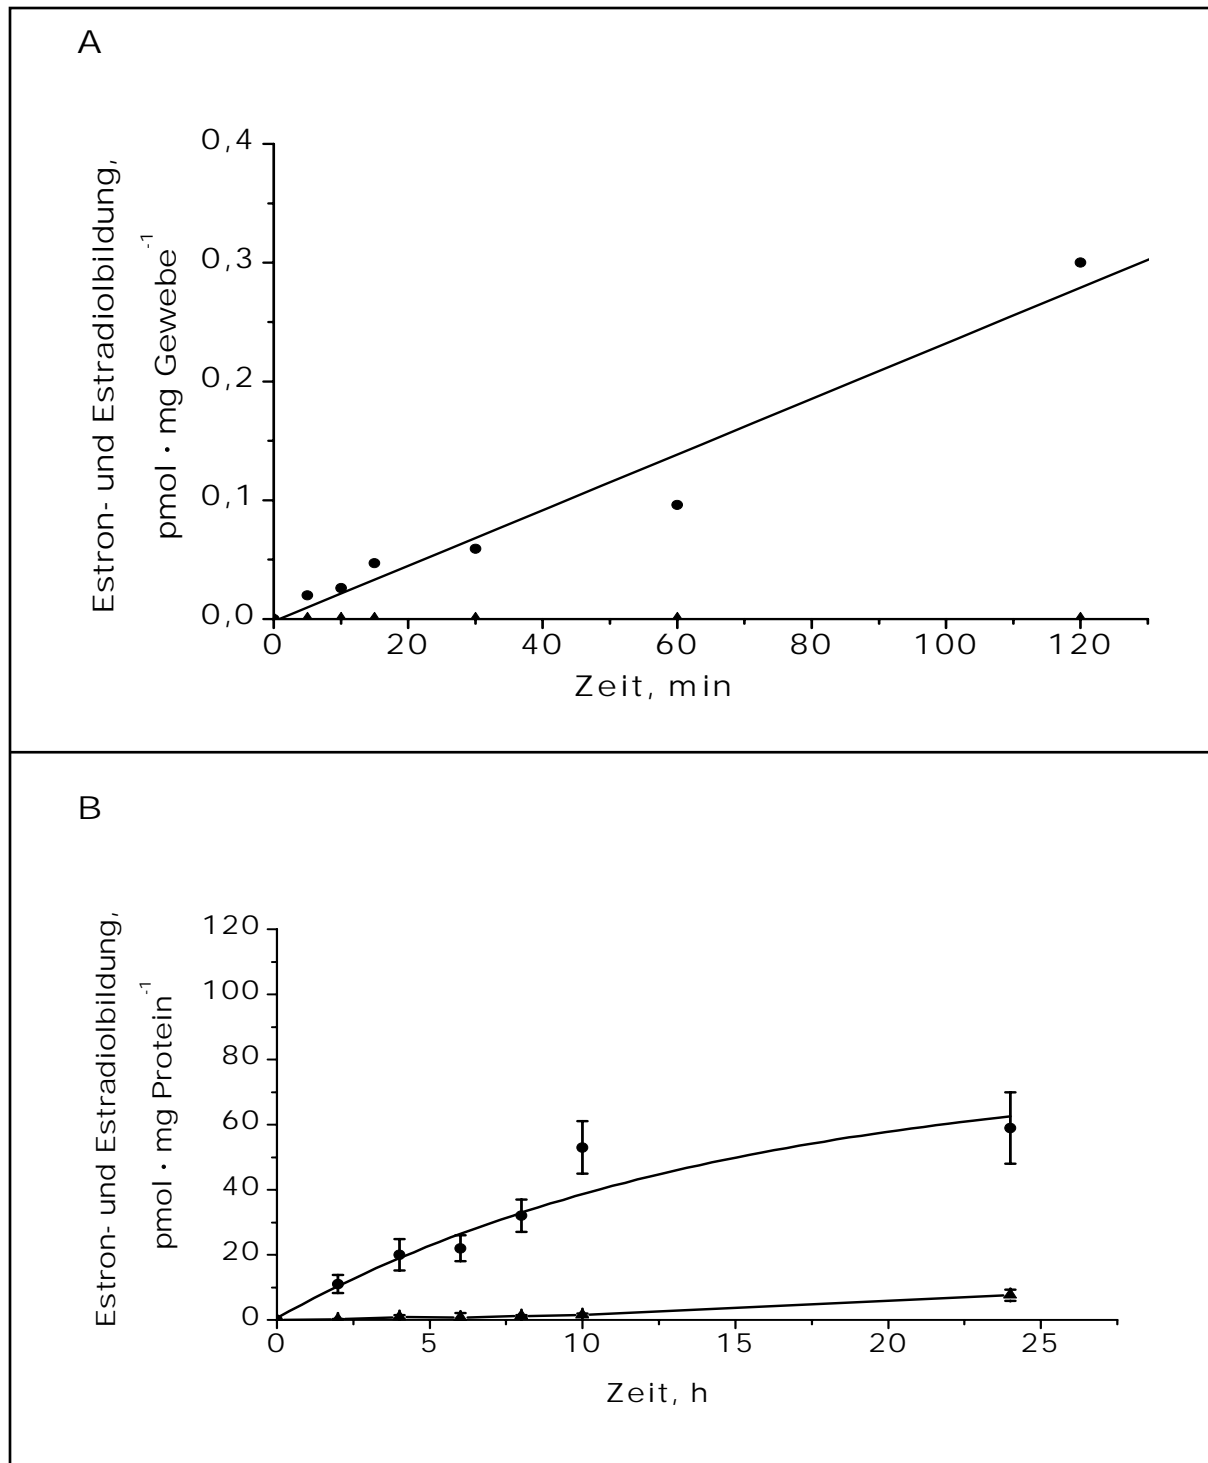 A
Estron- und Estradiolbildung,
pmol · mg Gewebe⁻¹
0,4
0,3
0,2
0,1
0,0
0 20 40 60 80 100 120
Zeit, min
B
Estron- und Estradiolbildung,
pmol · mg Protein⁻¹
120
100
80
60
40
20
0
0 5 10 15 20 25
Zeit, h